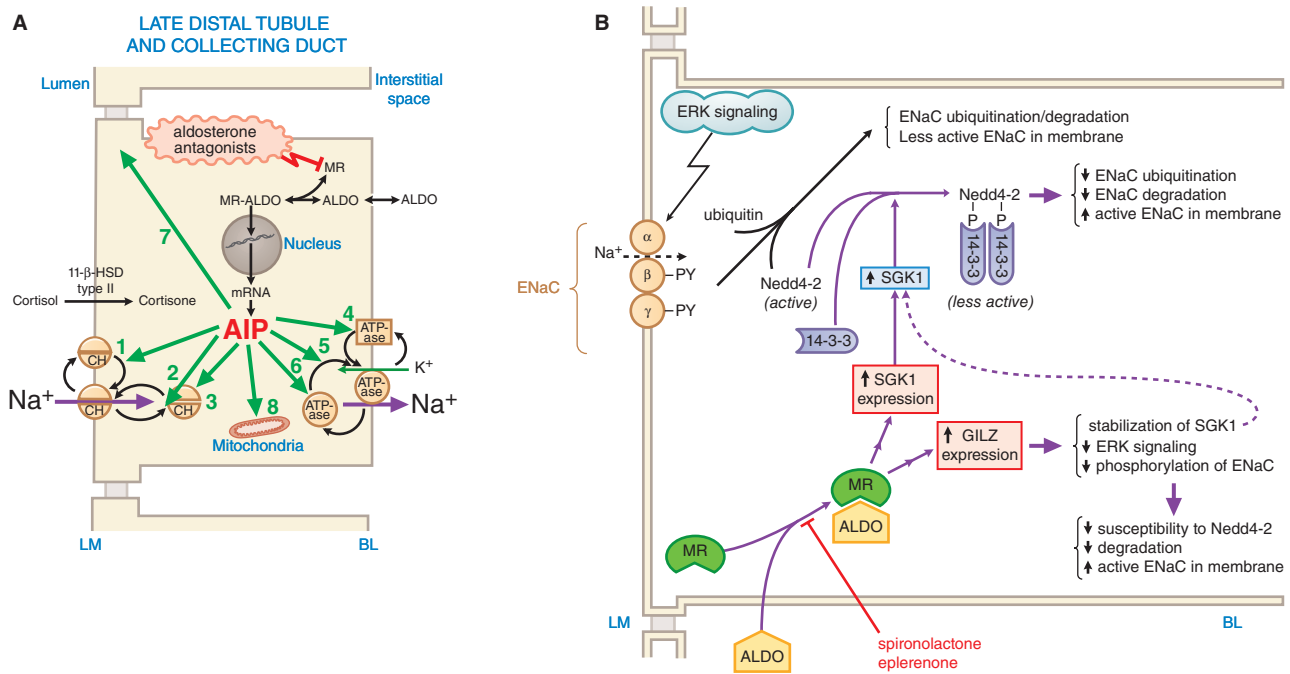 A
LATE DISTAL TUBULE
AND COLLECTING DUCT
Lumen
Interstitial
space
aldosterone
antagonists
MR
MR-ALDO
ALDO
ALDO
Nucleus
7
11-β-HSD
type II
Cortisol
Cortisone
mRNA
AIP
1
2
3
4
5
6
8
CH
CH
CH
ATP-
ase
ATP-
ase
ATP-
ase
K⁺
Na⁺
Na⁺
Mitochondria
LM
BL
B
ERK signaling
ENaC ubiquitination/degradation
Less active ENaC in membrane
ubiquitin
Nedd4-2
P
P
14-3-3
14-3-3
(less active)
ENaC ubiquitination
ENaC degradation
active ENaC in membrane
α
Na⁺
β
PY
ENaC
γ
PY
Nedd4-2
(active)
SGK1
14-3-3
SGK1
expression
GILZ
expression
stabilization of SGK1
ERK signaling
phosphorylation of ENaC
MR
ALDO
susceptibility to Nedd4-2
degradation
active ENaC in membrane
MR
LM
BL
ALDO
spironolactone
eplerenone